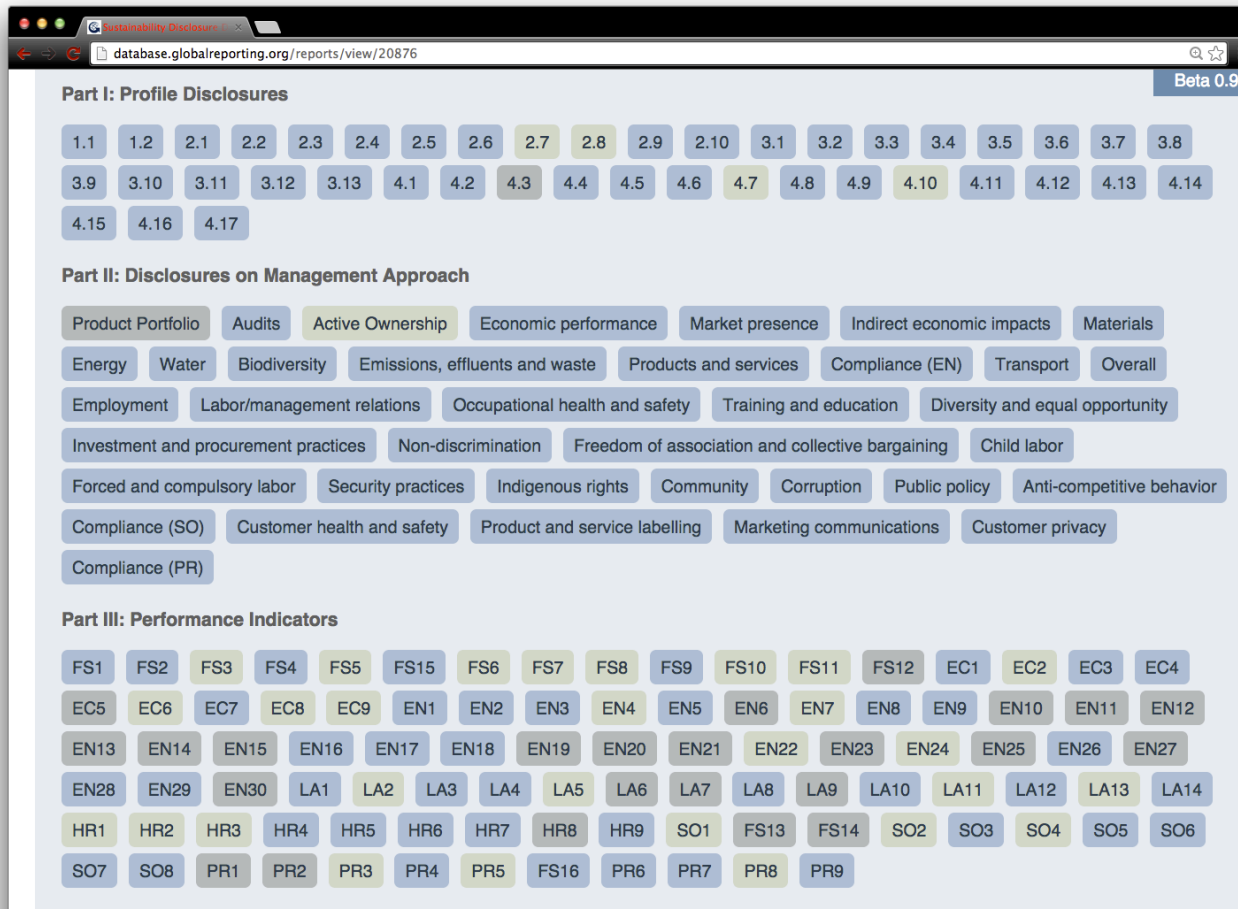 Sustainability Disclosure
database.globalreporting.org/reports/view/20876
Beta 0.9
Part I: Profile Disclosures
1.1 1.2 2.1 2.2 2.3 2.4 2.5 2.6 2.7 2.8 2.9 2.10 3.1 3.2 3.3 3.4 3.5 3.6 3.7 3.8
3.9 3.10 3.11 3.12 3.13 4.1 4.2 4.3 4.4 4.5 4.6 4.7 4.8 4.9 4.10 4.11 4.12 4.13 4.14
4.15 4.16 4.17
Part II: Disclosures on Management Approach
Product Portfolio Audits Active Ownership Economic performance Market presence Indirect economic impacts Materials
Energy Water Biodiversity Emissions, effluents and waste Products and services Compliance (EN) Transport Overall
Employment Labor/management relations Occupational health and safety Training and education Diversity and equal opportunity
Investment and procurement practices Non-discrimination Freedom of association and collective bargaining Child labor
Forced and compulsory labor Security practices Indigenous rights Community Corruption Public policy Anti-competitive behavior
Compliance (SO) Customer health and safety Product and service labelling Marketing communications Customer privacy
Compliance (PR)
Part III: Performance Indicators
FS1 FS2 FS3 FS4 FS5 FS15 FS6 FS7 FS8 FS9 FS10 FS11 FS12 EC1 EC2 EC3 EC4
EC5 EC6 EC7 EC8 EC9 EN1 EN2 EN3 EN4 EN5 EN6 EN7 EN8 EN9 EN10 EN11 EN12
EN13 EN14 EN15 EN16 EN17 EN18 EN19 EN20 EN21 EN22 EN23 EN24 EN25 EN26 EN27
EN28 EN29 EN30 LA1 LA2 LA3 LA4 LA5 LA6 LA7 LA8 LA9 LA10 LA11 LA12 LA13 LA14
HR1 HR2 HR3 HR4 HR5 HR6 HR7 HR8 HR9 SO1 FS13 FS14 SO2 SO3 SO4 SO5 SO6
SO7 SO8 PR1 PR2 PR3 PR4 PR5 FS16 PR6 PR7 PR8 PR9